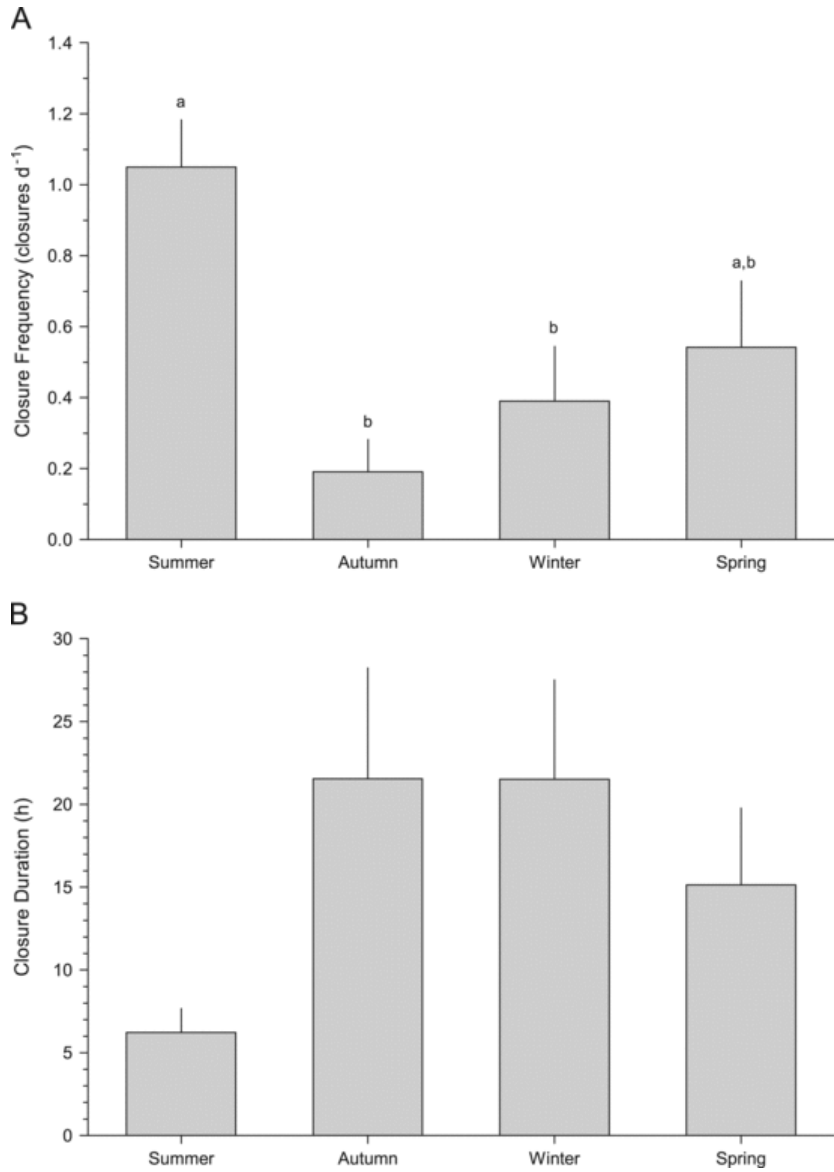 A
Closure Frequency (closures d⁻¹)
1.4
1.2
1.0
0.8
0.6
0.4
0.2
0.0
a
b
b
a,b
Summer Autumn Winter Spring
B
Closure Duration (h)
30
25
20
15
10
5
0
Summer Autumn Winter Spring